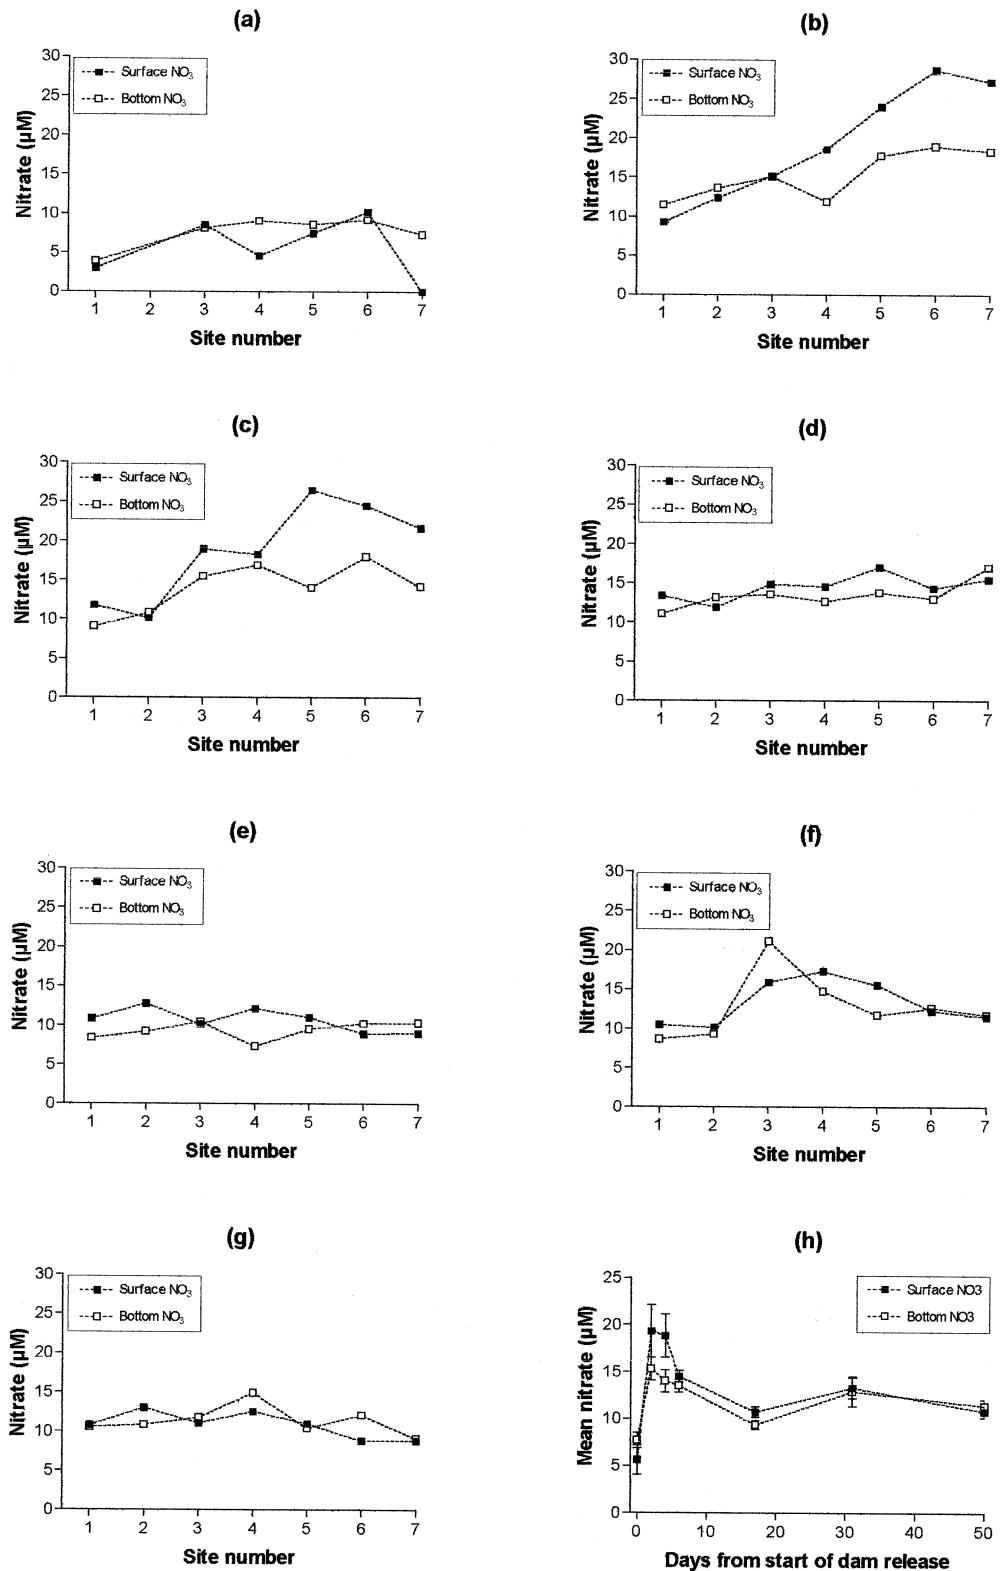 (a)
30
25
20
15
10
5
0
Nitrate (µM)
Surface NO3
Bottom NO3
1 2 3 4 5 6 7
Site number
(b)
30
25
20
15
10
5
0
Nitrate (µM)
Surface NO3
Bottom NO3
1 2 3 4 5 6 7
Site number
(c)
30
25
20
15
10
5
0
Nitrate (µM)
Surface NO3
Bottom NO3
1 2 3 4 5 6 7
Site number
(d)
30
25
20
15
10
5
0
Nitrate (µM)
Surface NO3
Bottom NO3
1 2 3 4 5 6 7
Site number
(e)
30
25
20
15
10
5
0
Nitrate (µM)
Surface NO3
Bottom NO3
1 2 3 4 5 6 7
Site number
(f)
30
25
20
15
10
5
0
Nitrate (µM)
Surface NO3
Bottom NO3
1 2 3 4 5 6 7
Site number
(g)
30
25
20
15
10
5
0
Nitrate (µM)
Surface NO3
Bottom NO3
1 2 3 4 5 6 7
Site number
(h)
25
20
15
10
5
0
Mean nitrate (µM)
Surface NO3
Bottom NO3
0 10 20 30 40 50
Days from start of dam release